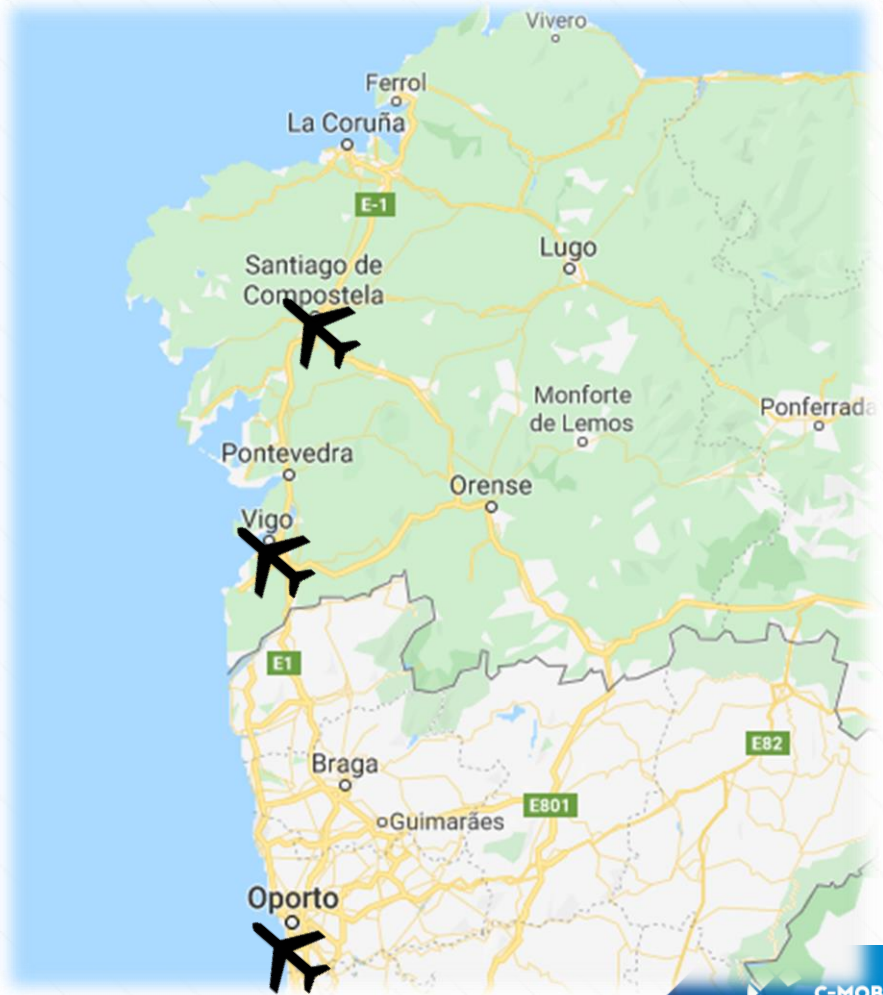 Vivero
Ferrol
La Coruña
E-1
Lugo
Santiago de
Compostela
Monforte
de Lemos
Ponferrada
Pontevedra
Orense
Vigo
E1
E82
Braga
E801
Guimarães
Oporto